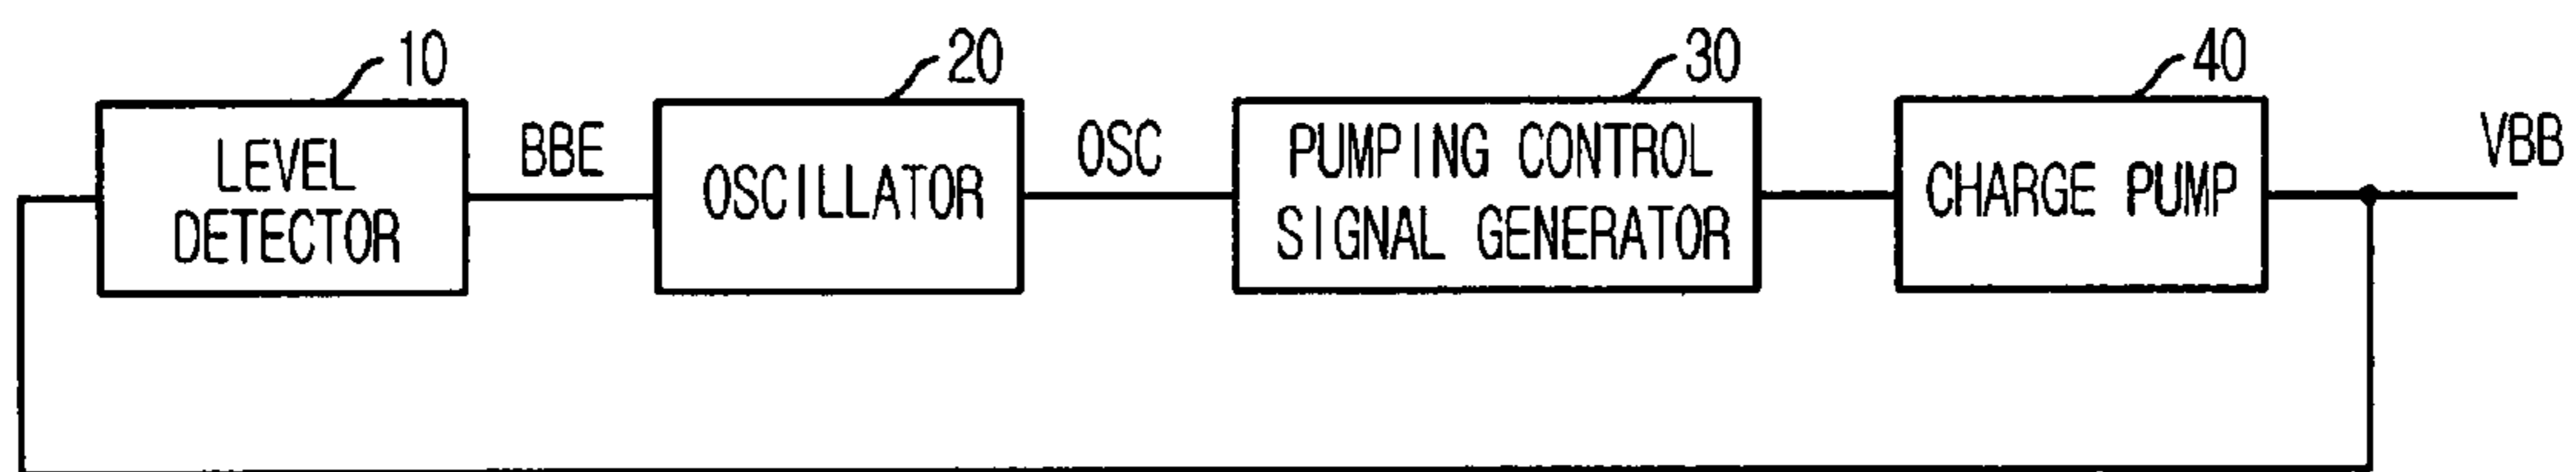 10
20
30
40
LEVEL
DETECTOR
BBE
OSCILLATOR
OSC
PUMPING CONTROL
SIGNAL GENERATOR
CHARGE PUMP
VBB